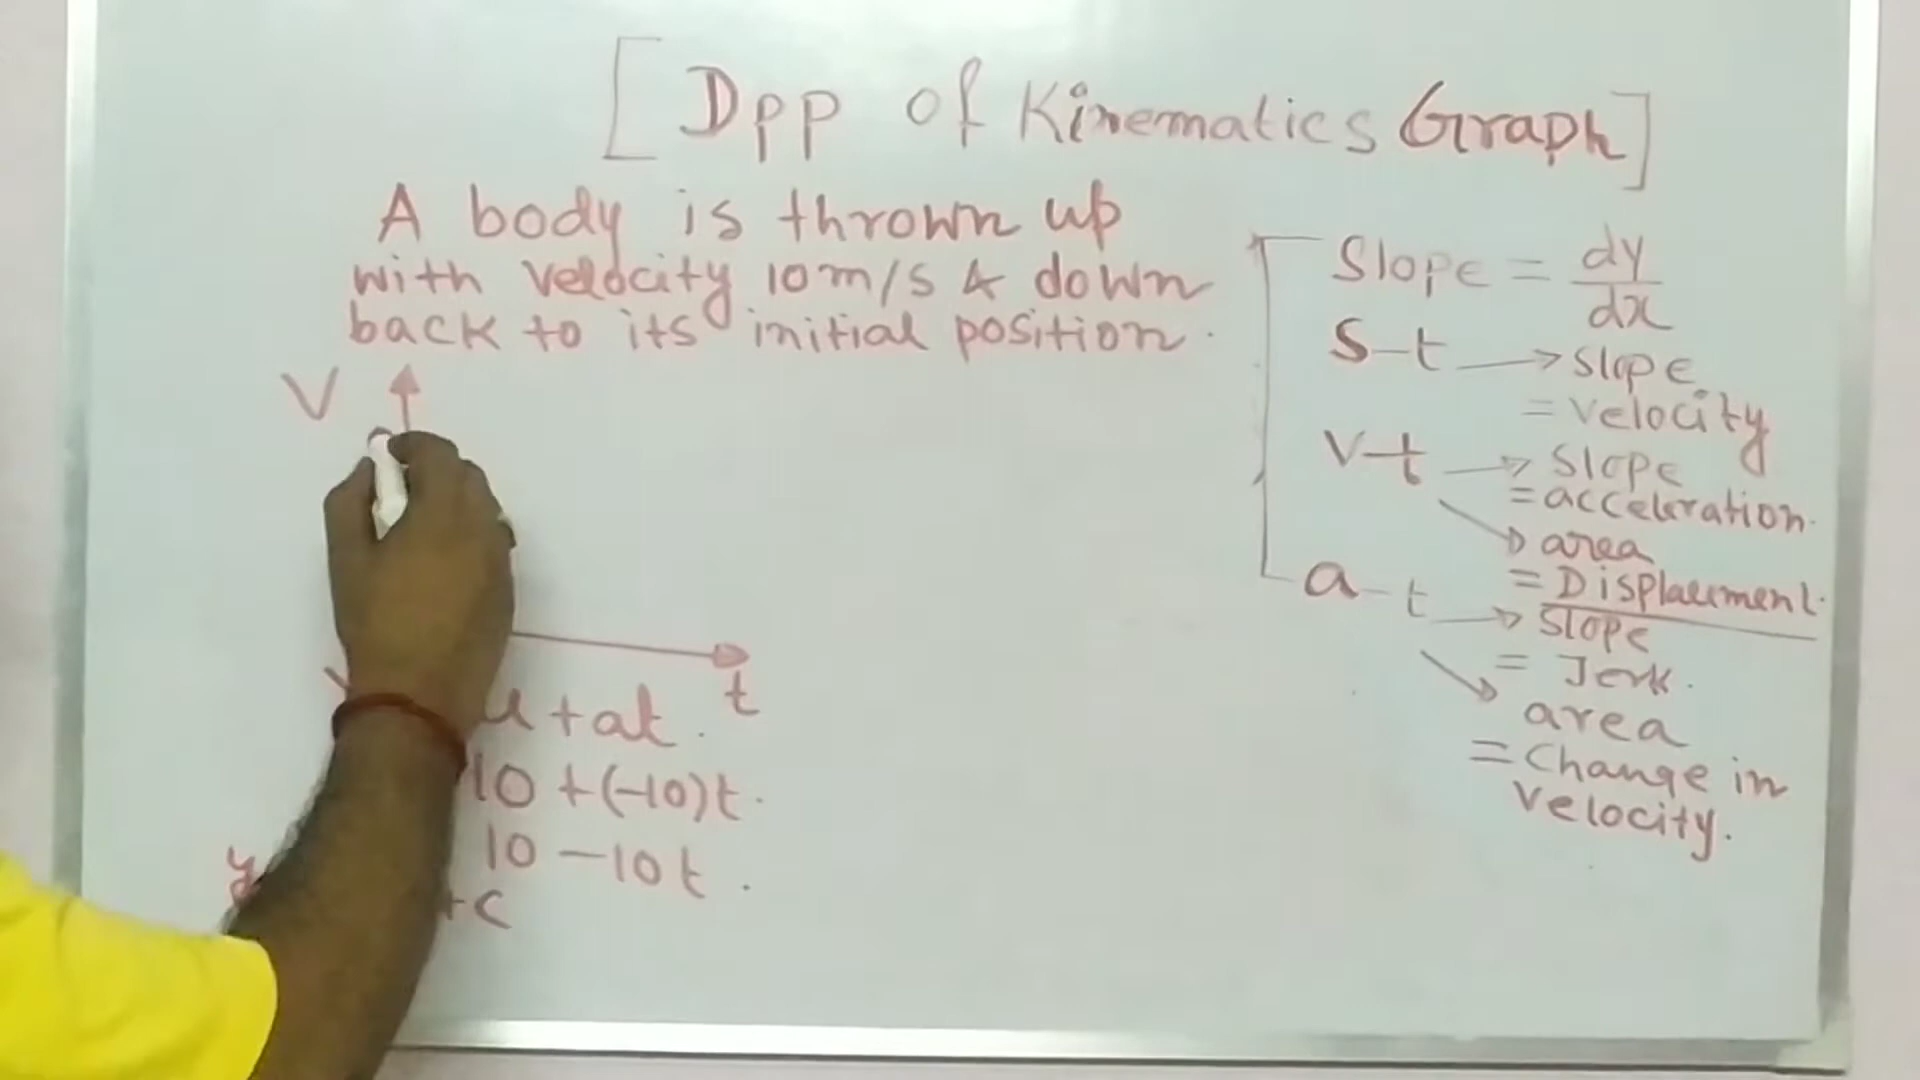 [ Dpp of Kinematics Graph ]
A body is thrown up
with velocity 10 m/s & down
back to its initial position.
V
t
u + at.
10 + (-10)t.
10 - 10t.
y
+c
Slope = dy/dx
S-t → slope
= velocity
v-t → slope
= acceleration.
→ area
= Displacement.
a-t → slope
= Jerk.
→ area
= Change in
velocity.